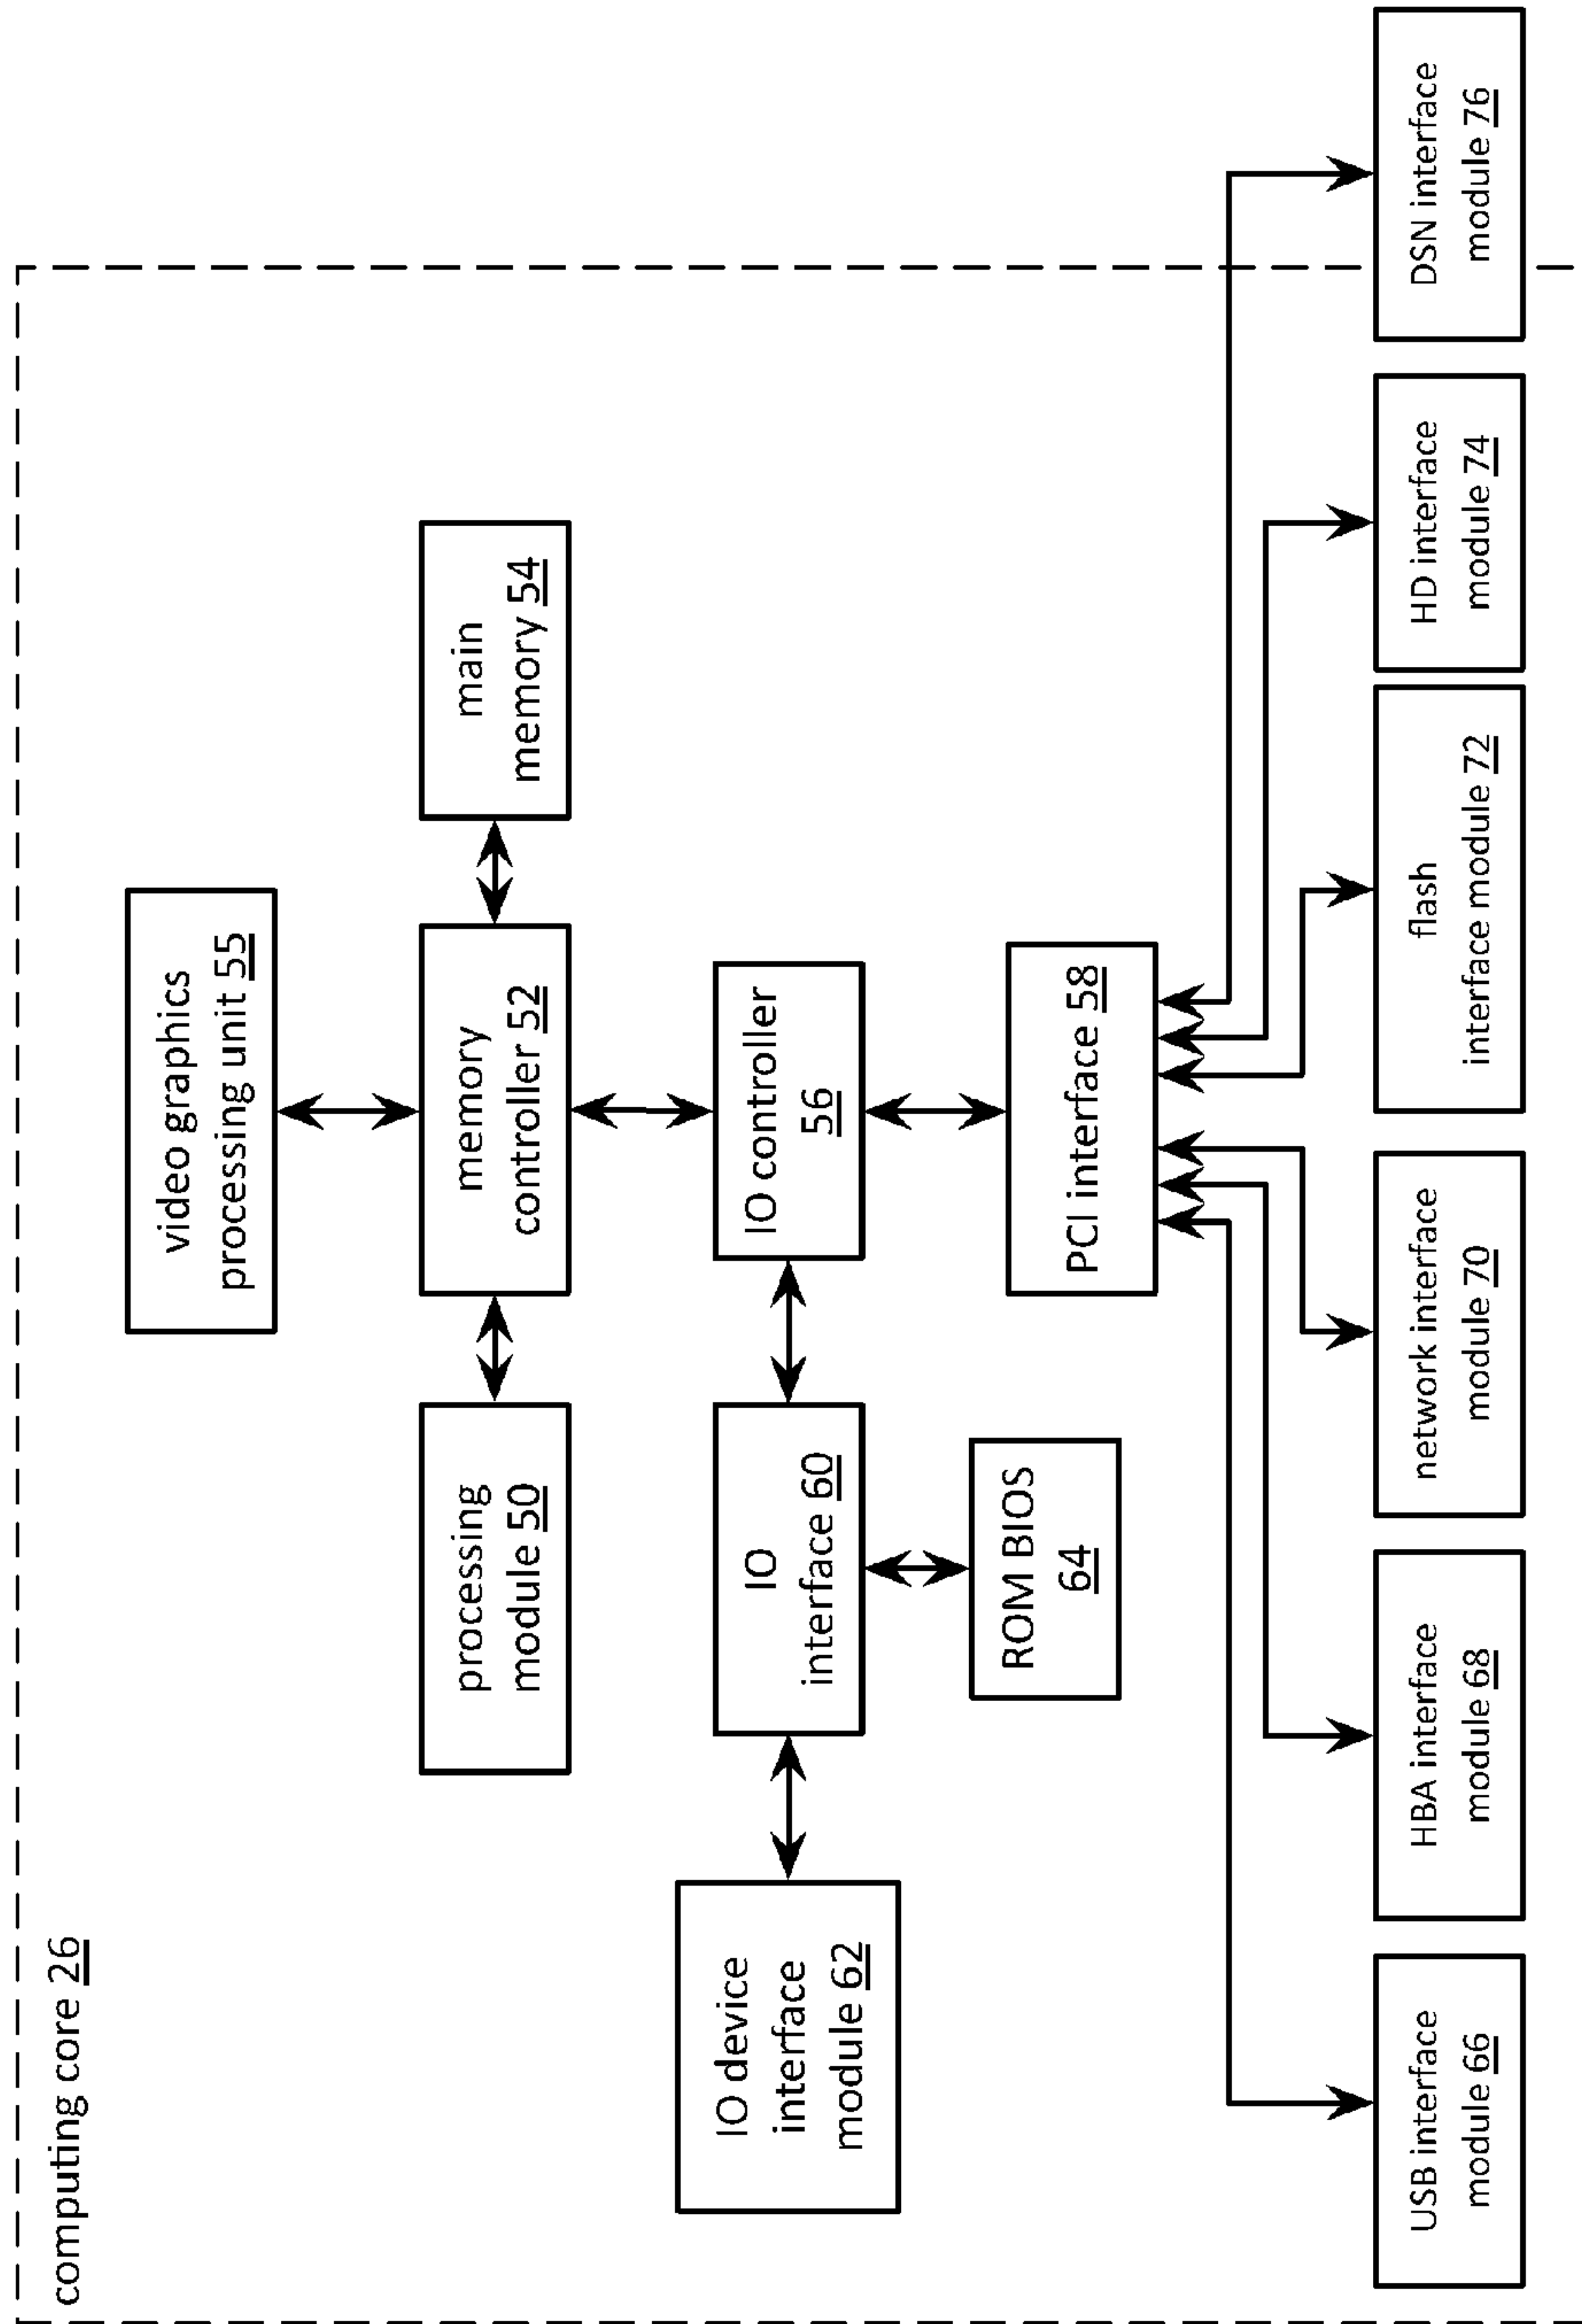 computing core 26
video graphics
processing unit 55
processing
module 50
memory
controller 52
main
memory 54
IO device
interface
module 62
IO
interface 60
IO controller
56
ROM BIOS
64
PCI interface 58
USB interface
module 66
HBA interface
module 68
network interface
module 70
flash
interface module 72
HD interface
module 74
DSN interface
module 76